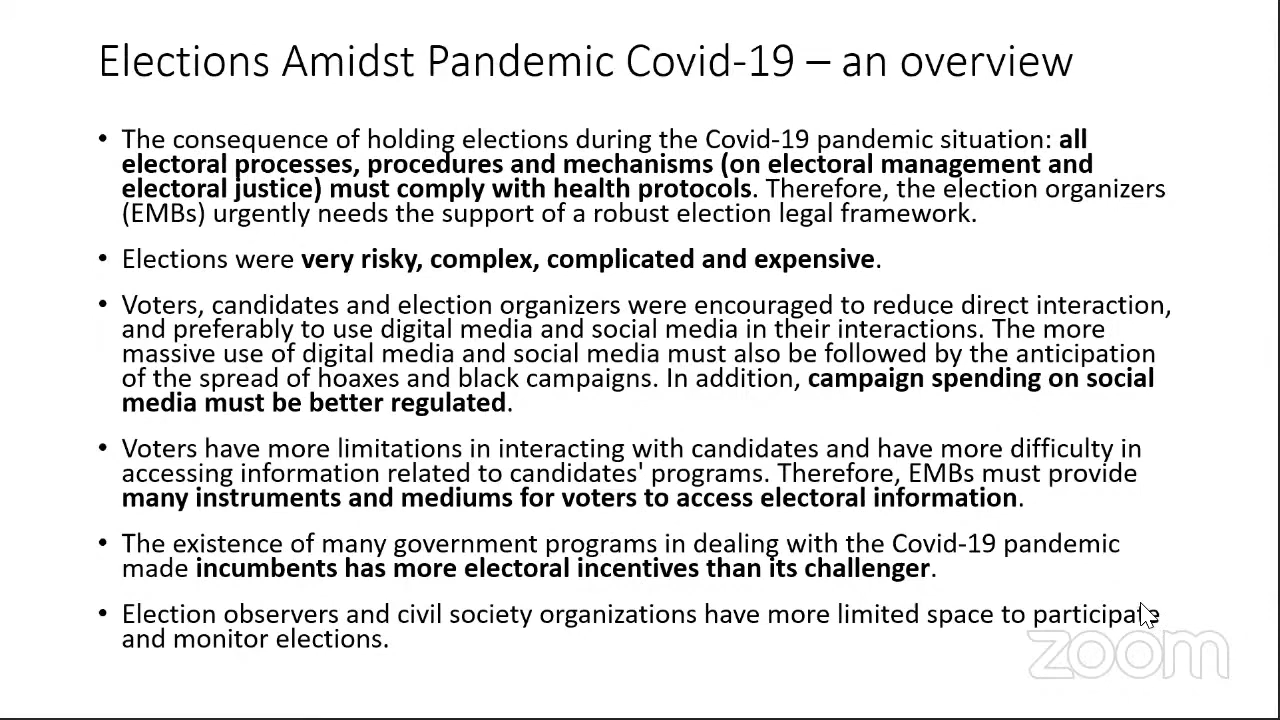 Elections Amidst Pandemic Covid-19 – an overview
• The consequence of holding elections during the Covid-19 pandemic situation: all
electoral processes, procedures and mechanisms (on electoral management and
electoral justice) must comply with health protocols. Therefore, the election organizers
(EMBs) urgently needs the support of a robust election legal framework.
• Elections were very risky, complex, complicated and expensive.
• Voters, candidates and election organizers were encouraged to reduce direct interaction,
and preferably to use digital media and social media in their interactions. The more
massive use of digital media and social media must also be followed by the anticipation
of the spread of hoaxes and black campaigns. In addition, campaign spending on social
media must be better regulated.
• Voters have more limitations in interacting with candidates and have more difficulty in
accessing information related to candidates' programs. Therefore, EMBs must provide
many instruments and mediums for voters to access electoral information.
• The existence of many government programs in dealing with the Covid-19 pandemic
made incumbents has more electoral incentives than its challenger.
• Election observers and civil society organizations have more limited space to participate
and monitor elections.
zoom